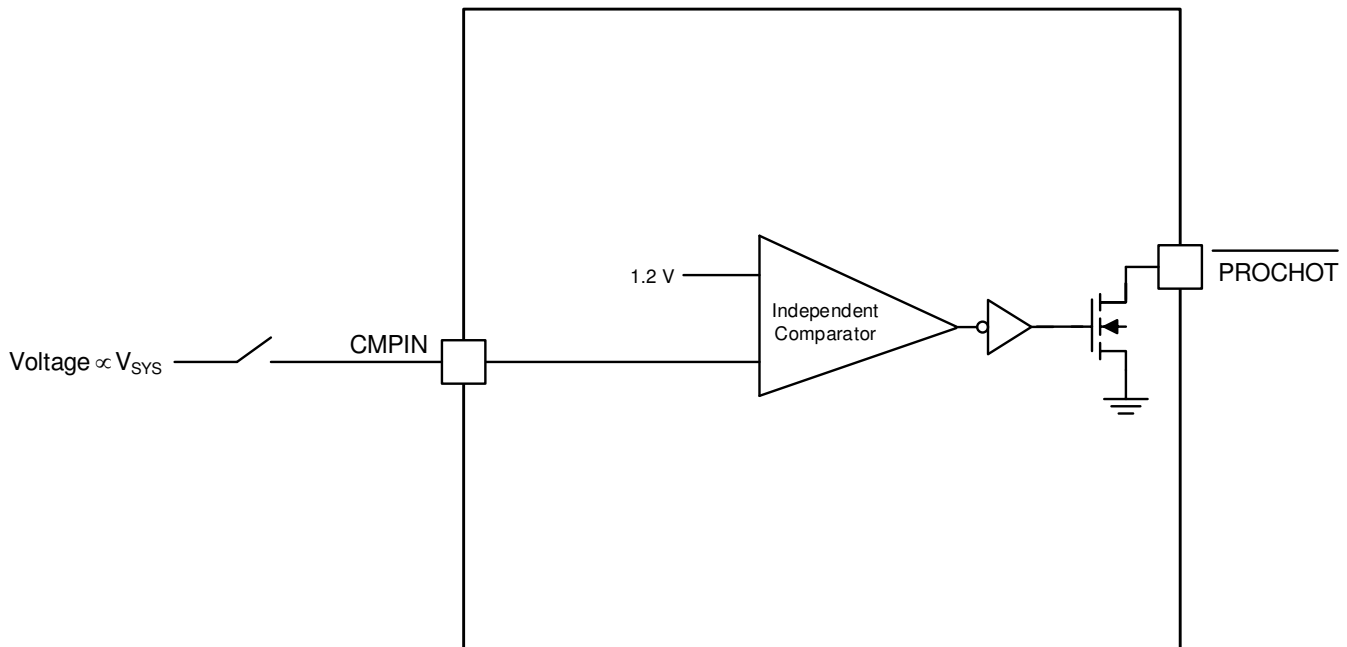 1.2 V
Independent
Comparator
PROCHOT
CMPIN
Voltage ∝ VSYS